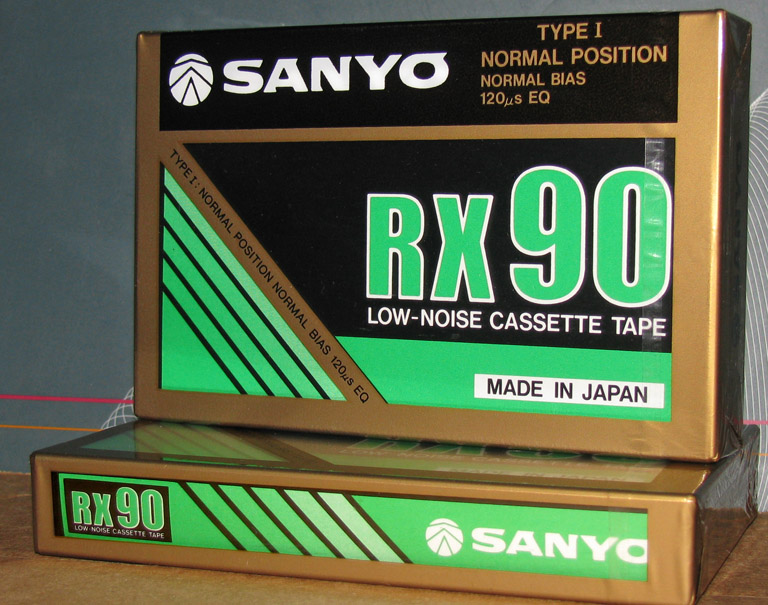 SANYO
TYPE I
NORMAL POSITION
NORMAL BIAS
120μs EQ
TYPE I: NORMAL POSITION NORMAL BIAS 120μs EQ
RX 90
LOW-NOISE CASSETTE TAPE
MADE IN JAPAN
RX 90
LOW-NOISE CASSETTE TAPE
SANYO